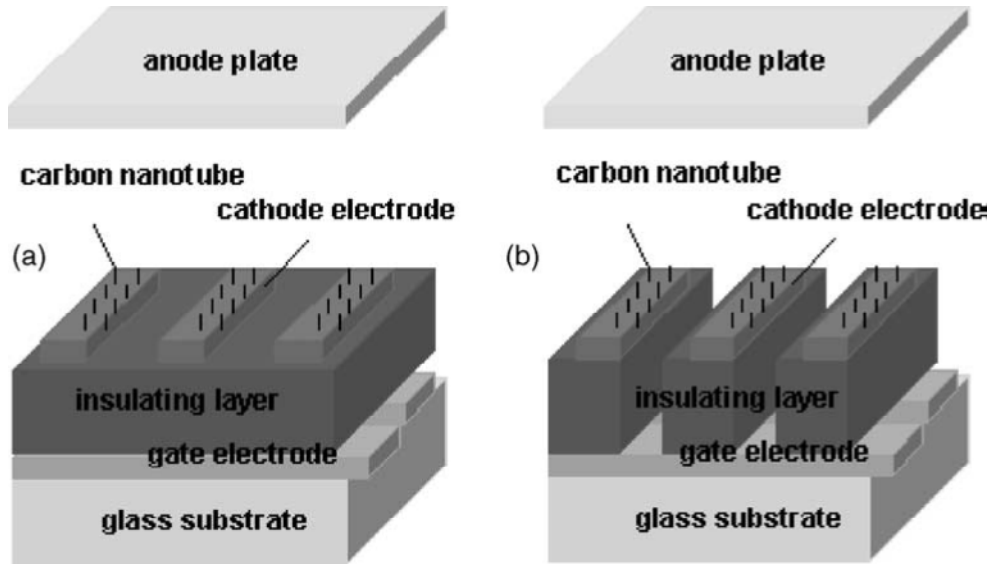 anode plate
carbon nanotube
cathode electrode
(a)
insulating layer
gate electrode
glass substrate
anode plate
carbon nanotube
cathode electrodes
(b)
insulating layer
gate electrode
glass substrate